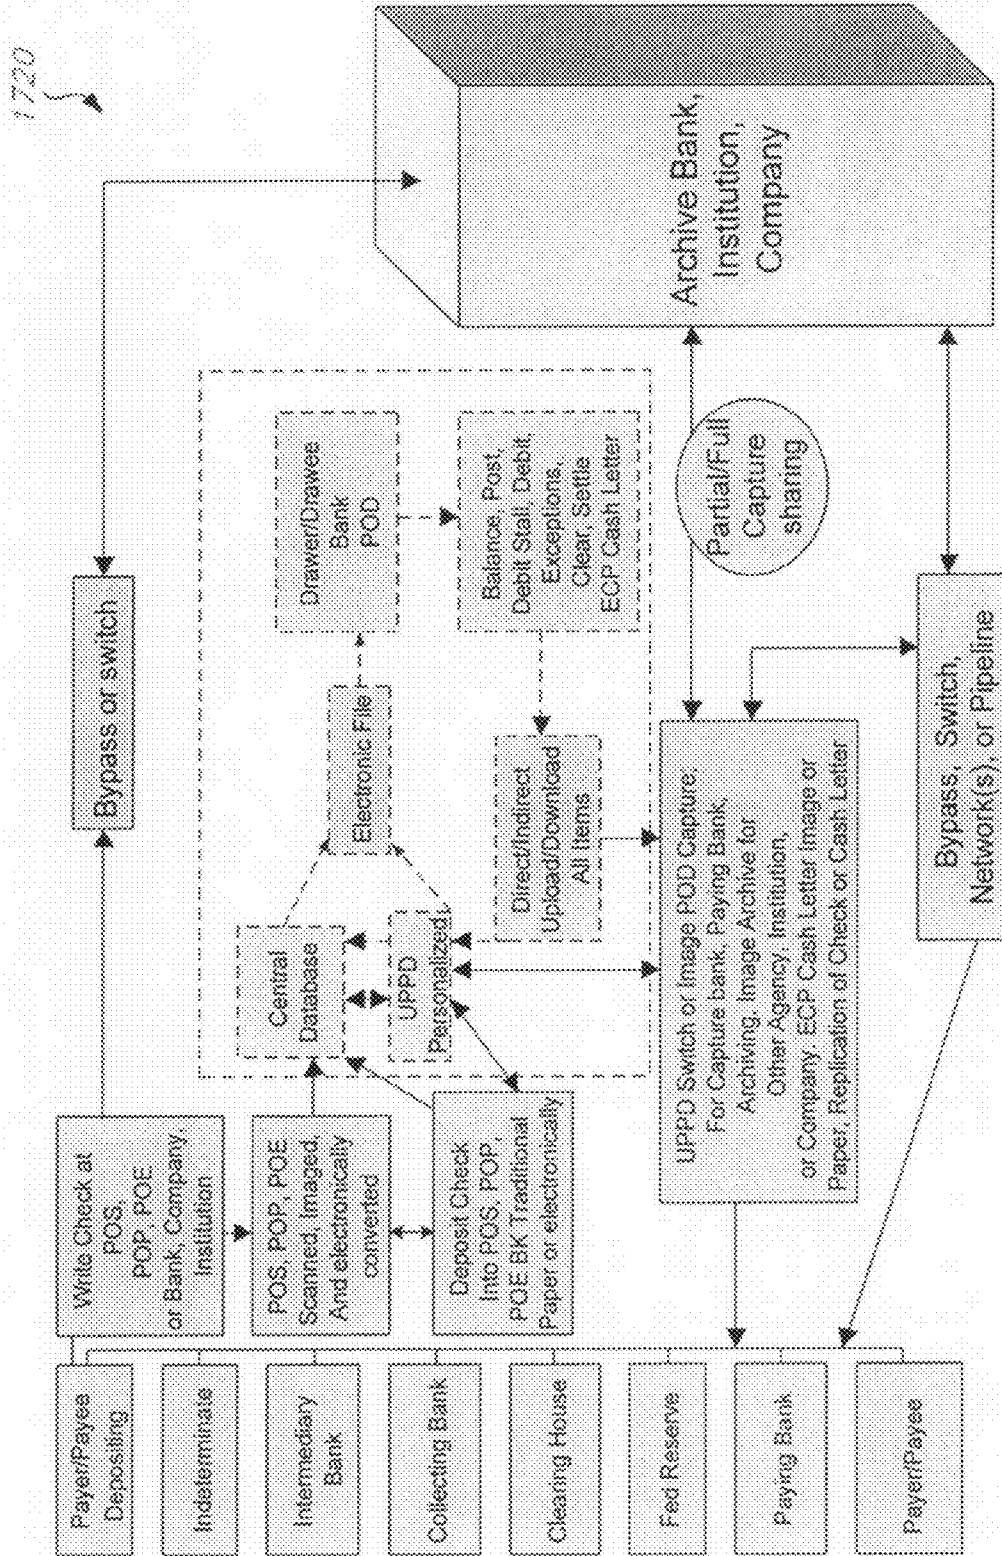 1720
Payer/Payee
Depositing
Indeterminate
Intermediary
Bank
Collecting Bank
Clearing House
Fed Reserve
Paying Bank
Payer/Payee
Write Check at
POS,
POP, POE
or Bank, Company,
Institution
POS, POP, POE
Scanned, Imaged,
And electronically
converted
Deposit Check
Into POS, POP,
POE BK Traditional
Paper or electronically
Bypass or switch
Central
Database
UPPD
Personalized
Electronic File
Drawer/Drawee
Bank
POD
Balance, Post,
Debit Stall, Debit,
Exceptions,
Clear, Settle
ECP Cash Letter
Direct/Indirect
Upload/Download
All Items
UPPD Switch or Image POD Capture.
For Capture bank, Paying Bank,
Archiving, Image Archive for
Other Agency, Institution,
or Company, ECP Cash Letter Image or
Paper, Replication of Check or Cash Letter
Partial/Full
Capture
sharing
Archive Bank,
Institution,
Company
Bypass, Switch,
Network(s), or Pipeline